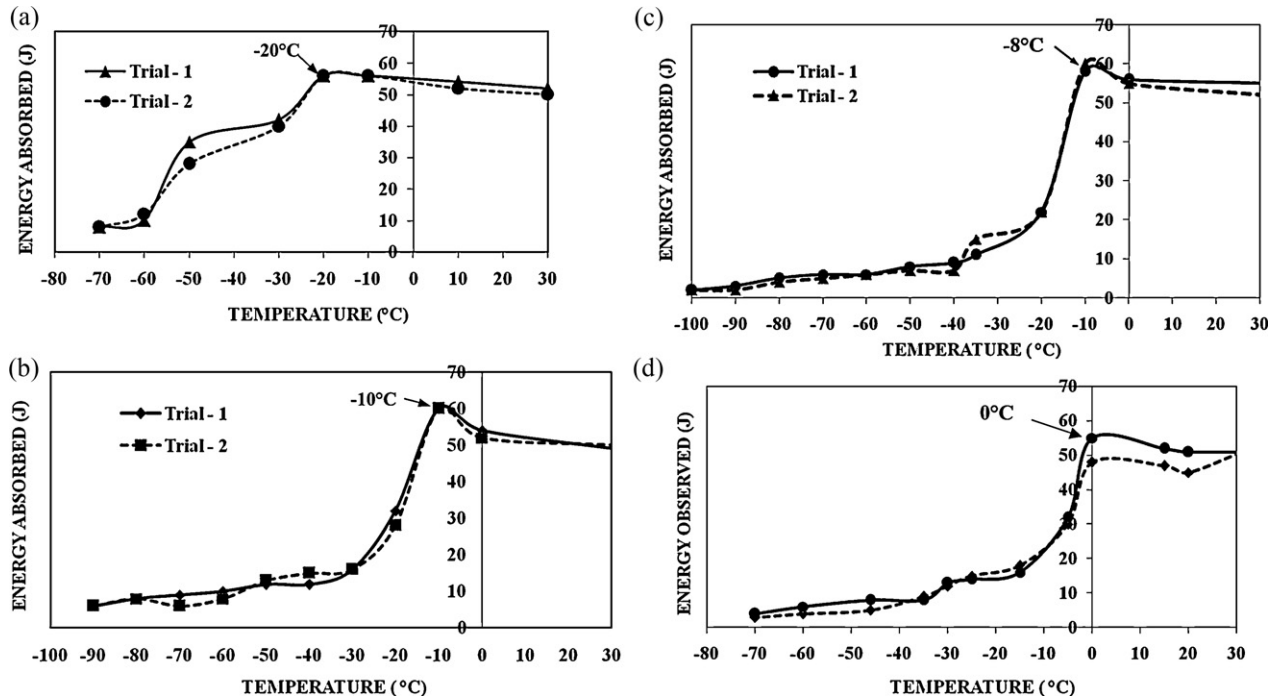 (a)
ENERGY ABSORBED (J)
70
60
50
40
30
20
10
0
-20°C
Trial - 1
Trial - 2
-80 -70 -60 -50 -40 -30 -20 -10 0 10 20 30
TEMPERATURE (°C)
(b)
ENERGY ABSORBED (J)
70
60
50
40
30
20
10
0
-10°C
Trial - 1
Trial - 2
-100 -90 -80 -70 -60 -50 -40 -30 -20 -10 0 10 20 30
TEMPERATURE (°C)
(c)
ENERGY ABSORBED (J)
70
60
50
40
30
20
10
0
-8°C
Trial - 1
Trial - 2
-100 -90 -80 -70 -60 -50 -40 -30 -20 -10 0 10 20 30
TEMPERATURE (°C)
(d)
ENERGY OBSERVED (J)
70
60
50
40
30
20
10
0
0°C
-80 -70 -60 -50 -40 -30 -20 -10 0 10 20 30
TEMPERATURE (°C)